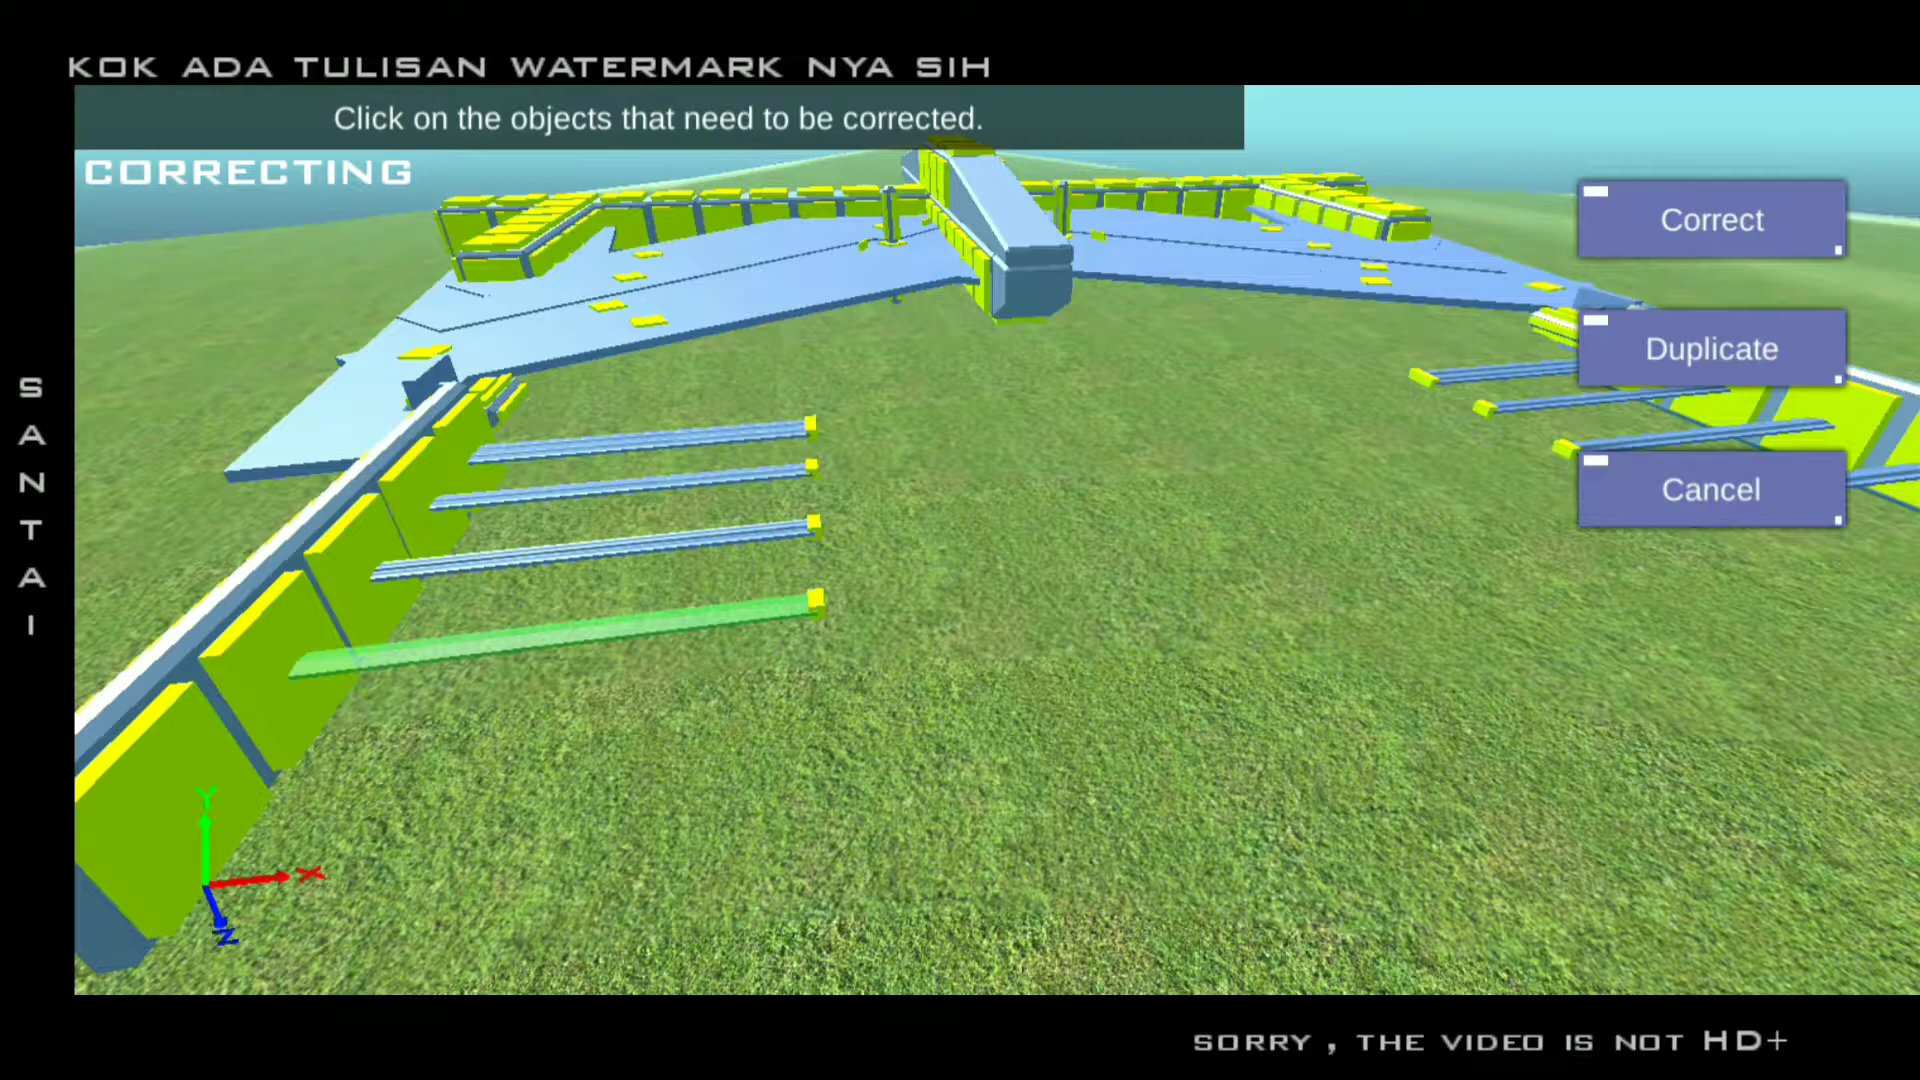 KOK ADA TULISAN WATERMARK NYA SIH
Click on the objects that need to be corrected.
CORRECTING
Correct
Duplicate
Cancel
SANTAI
Y
X
Z
SORRY , THE VIDEO IS NOT HD+